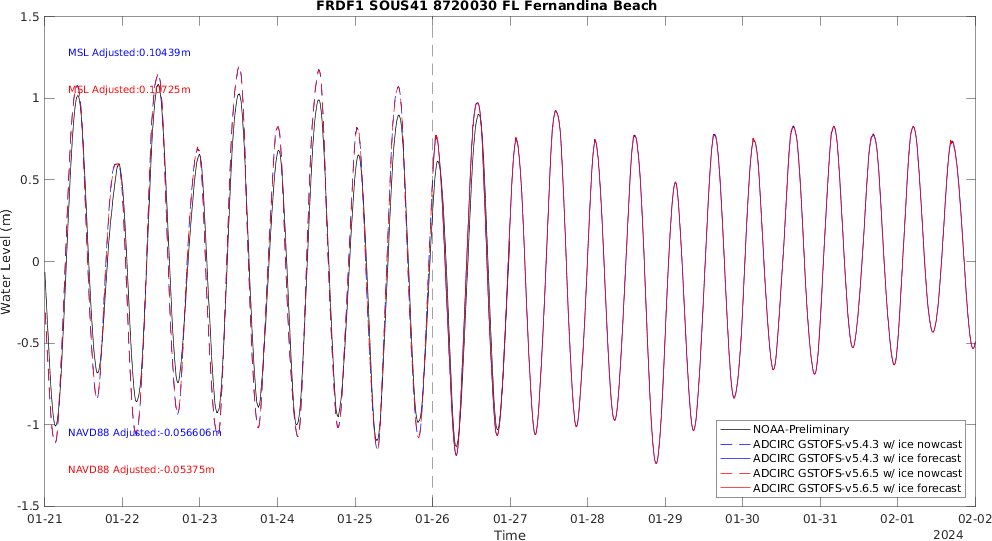 FRDF1 SOUS41 8720030 FL Fernandina Beach
1.5
1
0.5
0
-0.5
-1
-1.5
Water Level (m)
MSL Adjusted:0.10439m
MSL Adjusted:0.10725m
NAVD88 Adjusted:-0.056606m
NAVD88 Adjusted:-0.05375m
NOAA-Preliminary
ADCIRC GSTOFS-v5.4.3 w/ ice nowcast
ADCIRC GSTOFS-v5.4.3 w/ ice forecast
ADCIRC GSTOFS-v5.6.5 w/ ice nowcast
ADCIRC GSTOFS-v5.6.5 w/ ice forecast
01-21 01-22 01-23 01-24 01-25 01-26 01-27 01-28 01-29 01-30 01-31 02-01 02-02
Time
2024